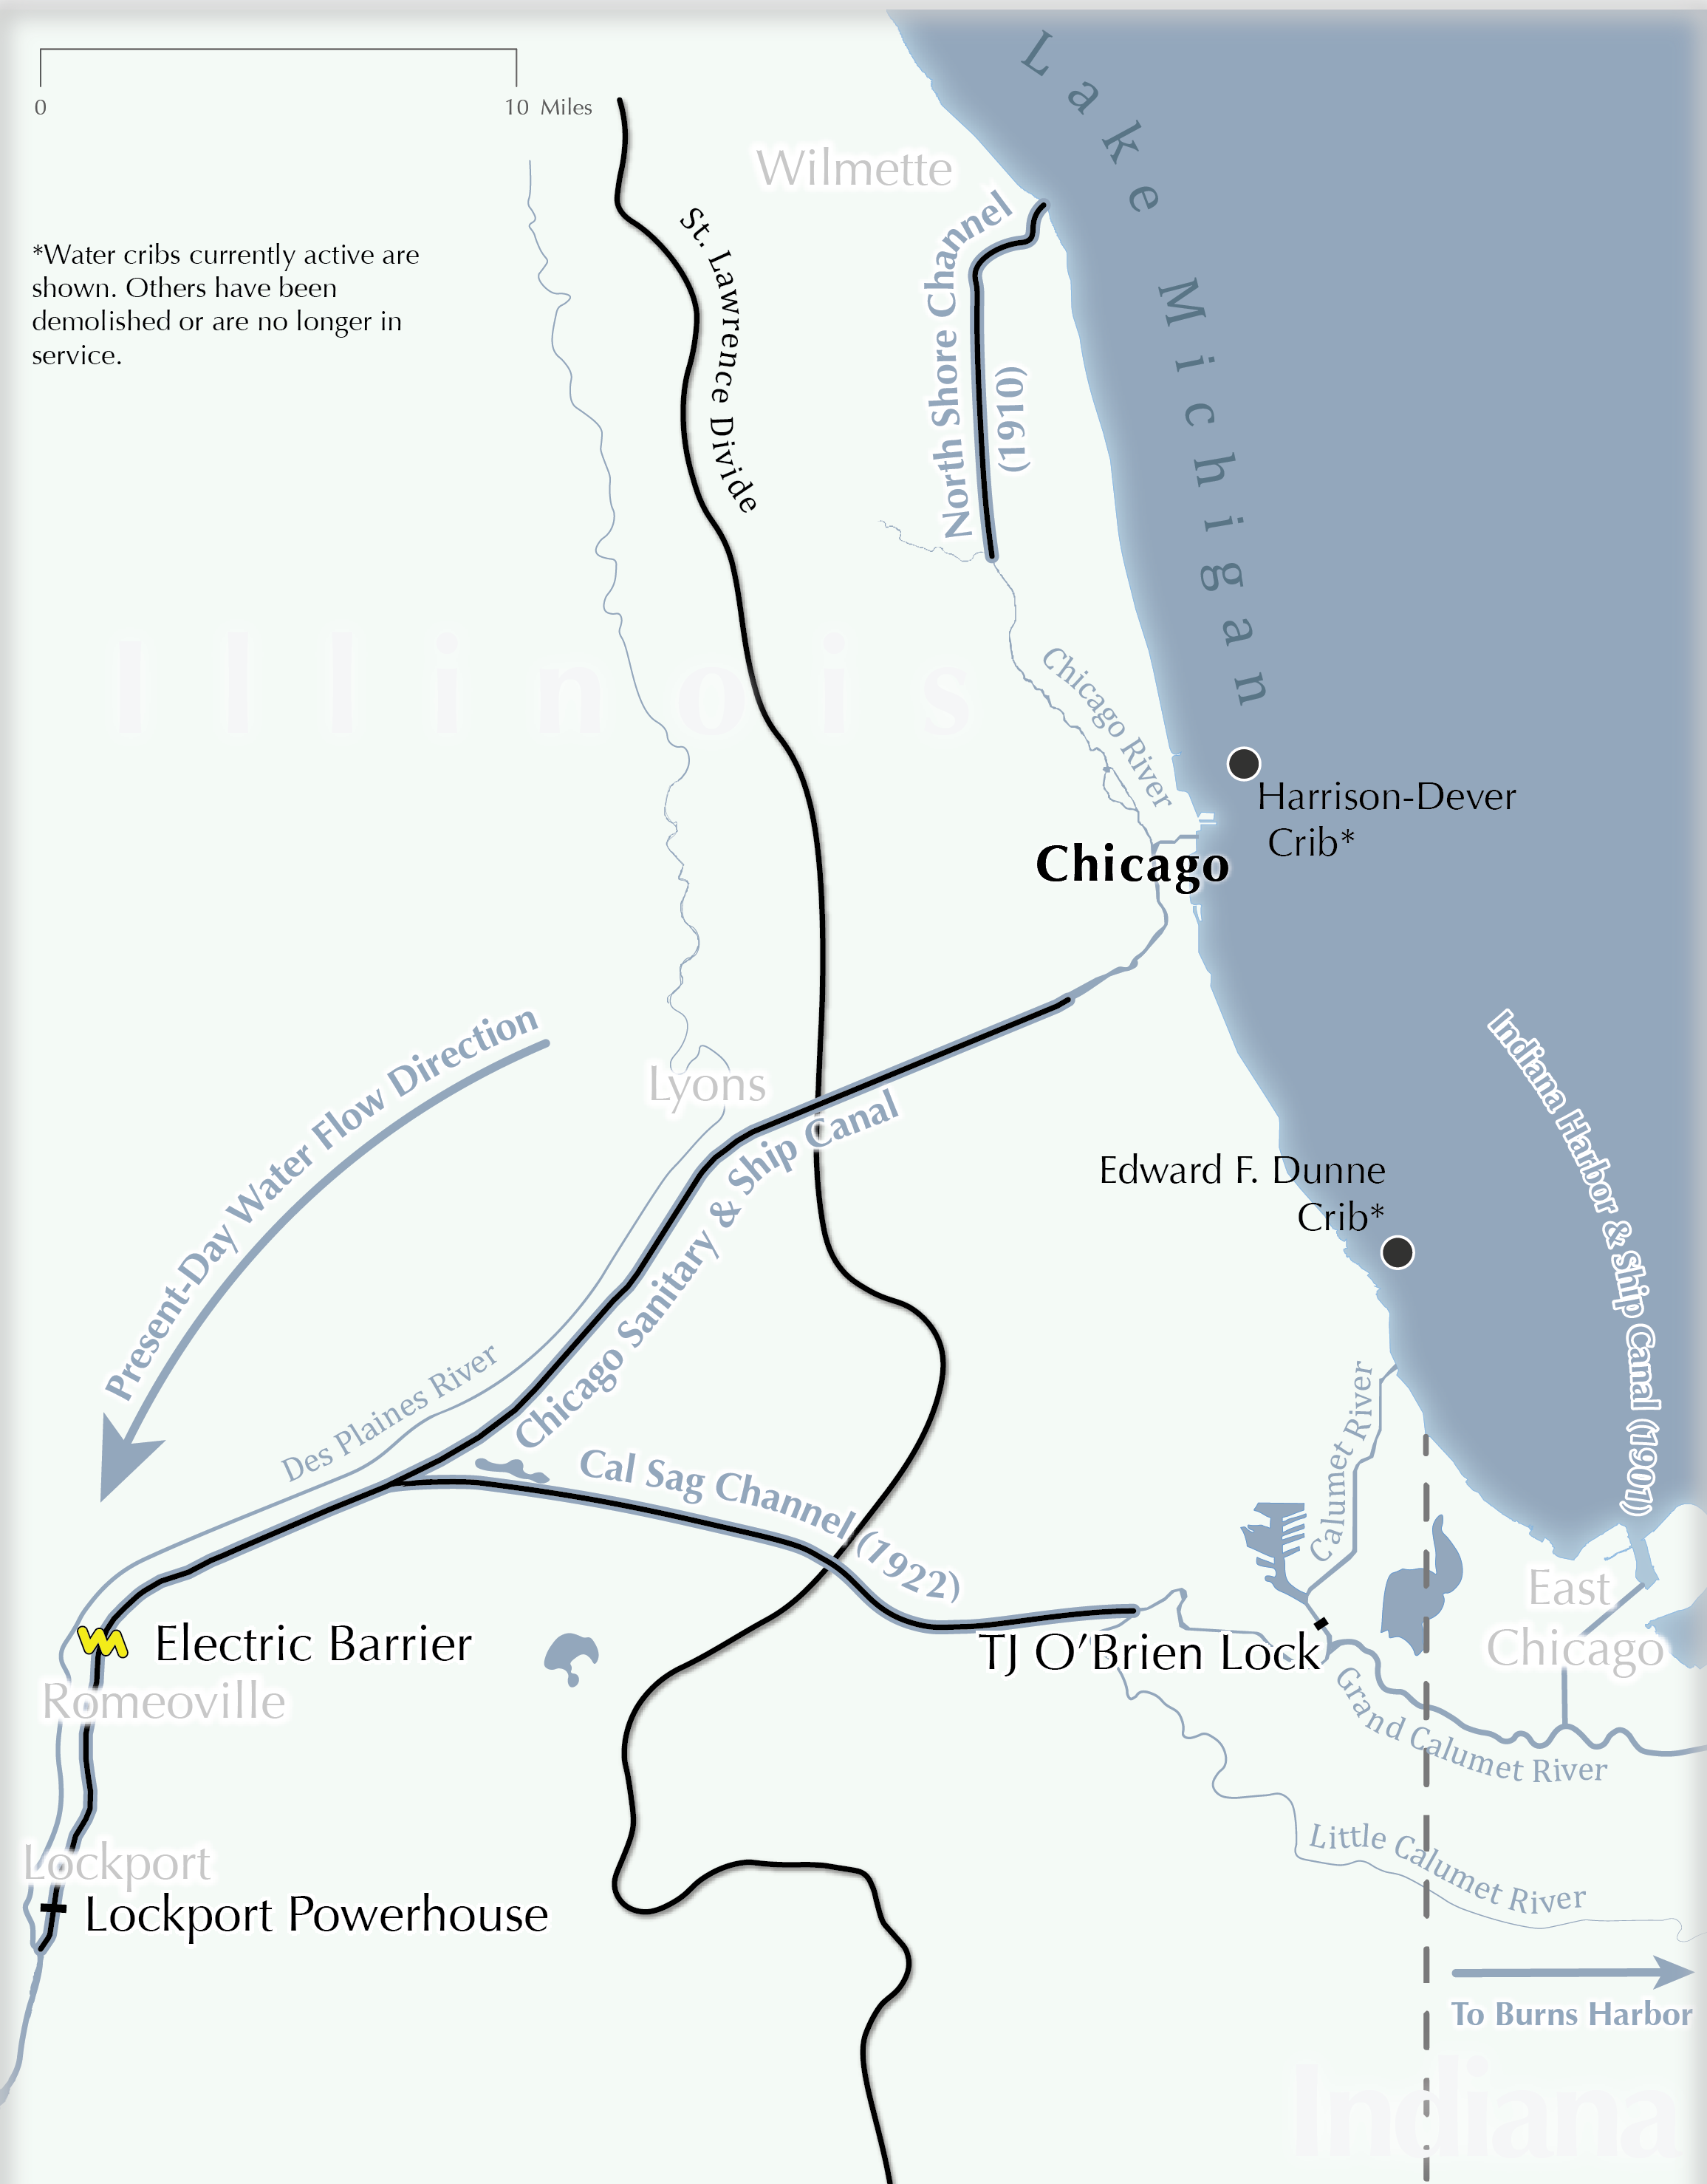 0
10 Miles
*Water cribs currently active are
shown. Others have been
demolished or are no longer in
service.
Lake Michigan
Wilmette
North Shore Channel
(1910)
St. Lawrence Divide
Illinois
Chicago River
Harrison-Dever
Crib*
Chicago
Present-Day Water Flow Direction
Lyons
Chicago Sanitary & Ship Canal
Indiana Harbor & Ship Canal (1901)
Edward F. Dunne
Crib*
Des Plaines River
Cal Sag Channel (1922)
Calumet River
East
Chicago
Electric Barrier
TJ O’Brien Lock
Romeoville
Grand Calumet River
Little Calumet River
Lockport
Lockport Powerhouse
To Burns Harbor
Indiana